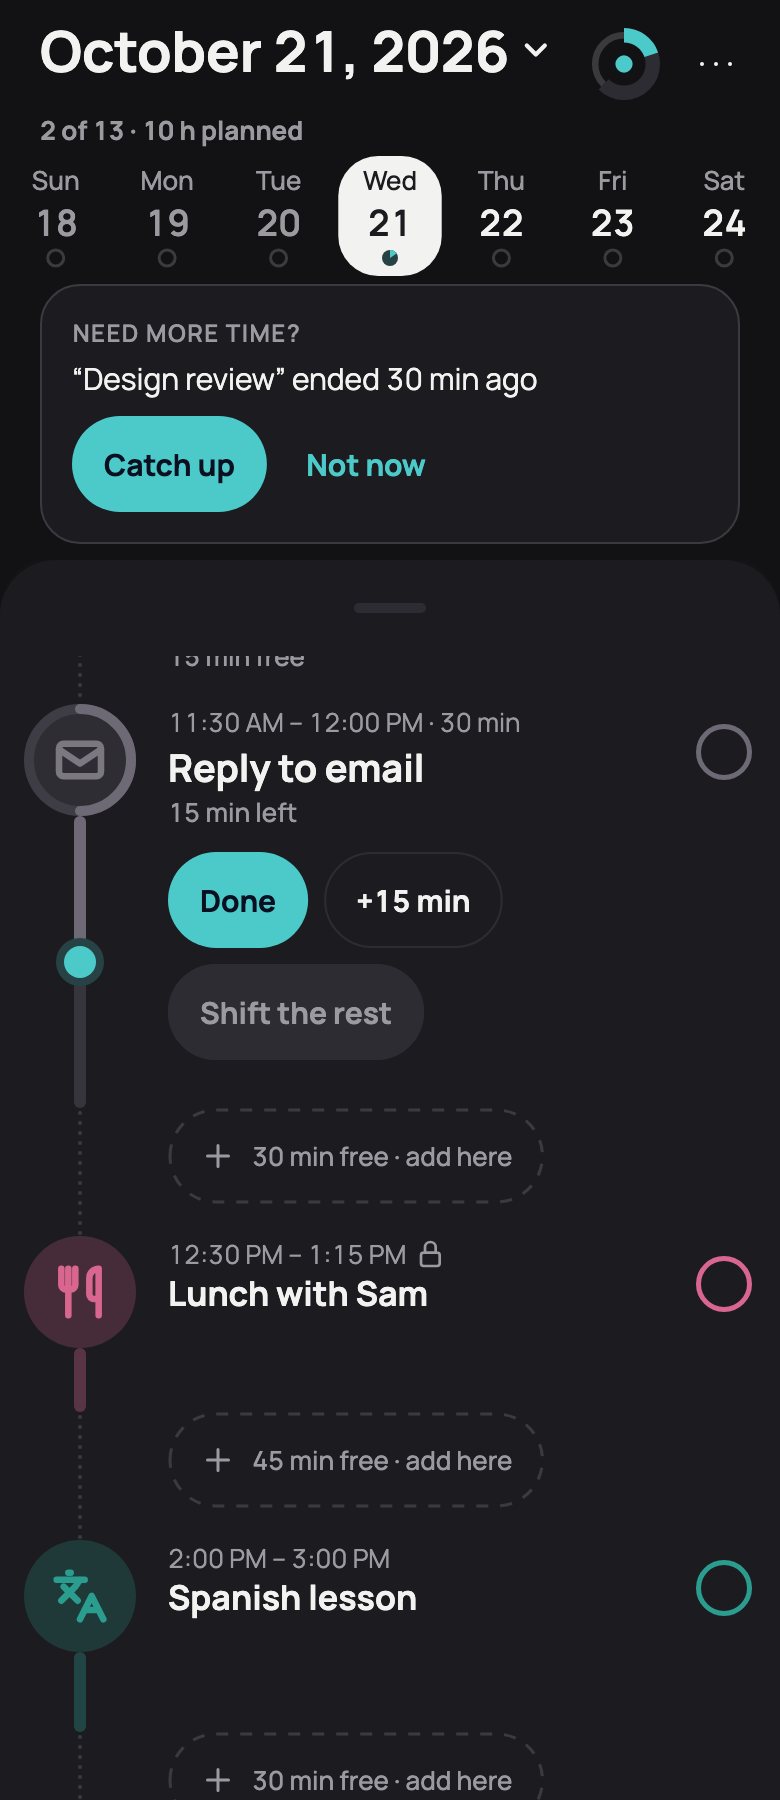 October 21, 2026
2 of 13 · 10 h planned
Sun Mon Tue Wed Thu Fri Sat
18 19 20 21 22 23 24
NEED MORE TIME?
“Design review” ended 30 min ago
Catch up Not now
15 min free
11:30 AM – 12:00 PM · 30 min
Reply to email
15 min left
Done +15 min
Shift the rest
30 min free · add here
12:30 PM – 1:15 PM
Lunch with Sam
45 min free · add here
2:00 PM – 3:00 PM
Spanish lesson
30 min free · add here